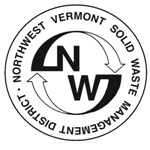 NORTHWEST VERMONT SOLID WASTE MANAGEMENT DISTRICT •
NW